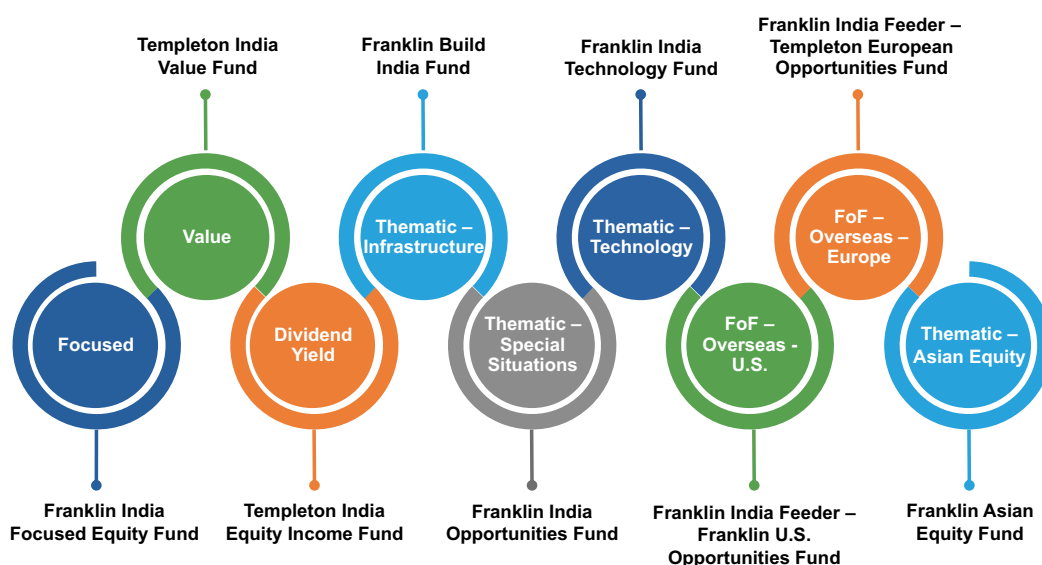 Templeton India
Value Fund
Franklin Build
India Fund
Franklin India
Technology Fund
Franklin India Feeder –
Templeton European
Opportunities Fund
Value
Thematic –
Infrastructure
Thematic –
Technology
FoF –
Overseas –
Europe
Focused
Dividend
Yield
Thematic –
Special
Situations
FoF –
Overseas -
U.S.
Thematic –
Asian Equity
Franklin India
Focused Equity Fund
Templeton India
Equity Income Fund
Franklin India
Opportunities Fund
Franklin India Feeder –
Franklin U.S.
Opportunities Fund
Franklin Asian
Equity Fund